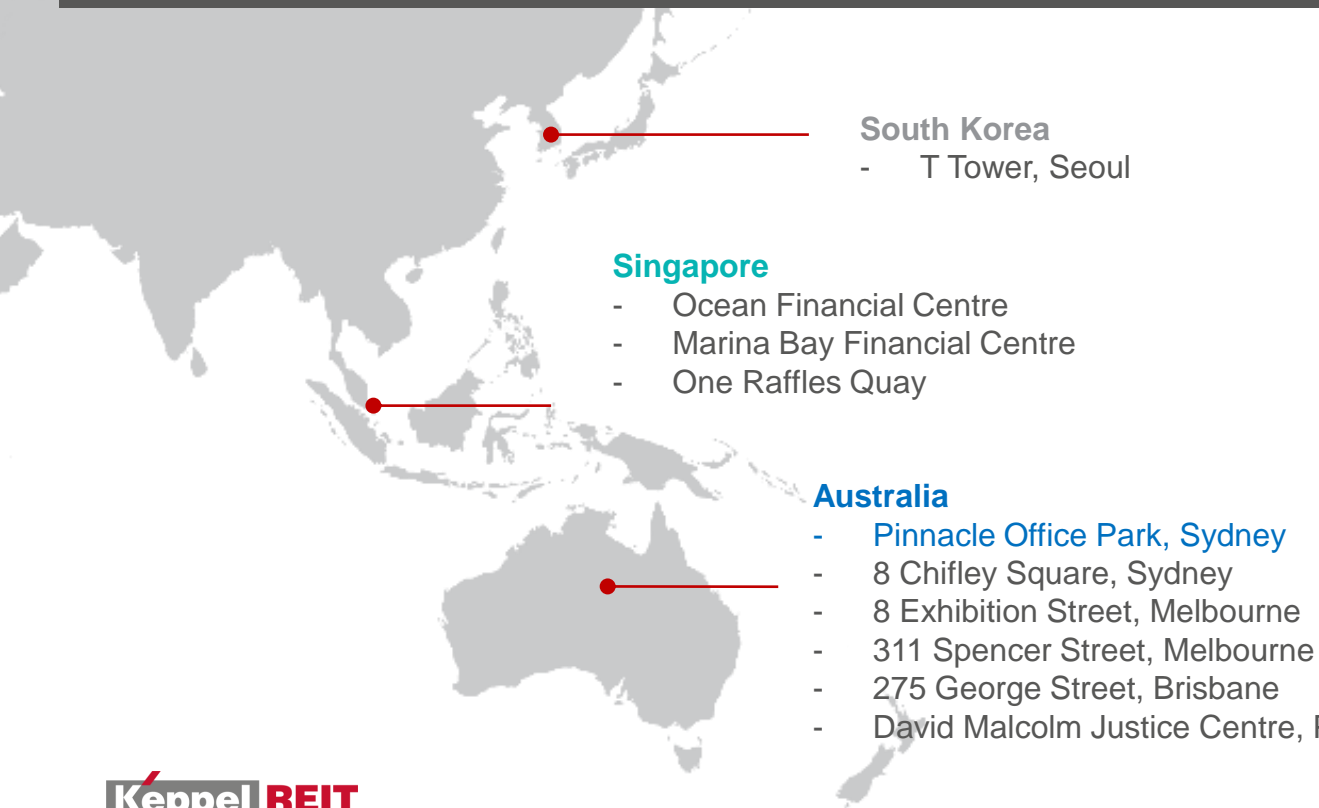 South Korea
- T Tower, Seoul
Singapore
- Ocean Financial Centre
- Marina Bay Financial Centre
- One Raffles Quay
Australia
- Pinnacle Office Park, Sydney
- 8 Chifley Square, Sydney
- 8 Exhibition Street, Melbourne
- 311 Spencer Street, Melbourne
- 275 George Street, Brisbane
- David Malcolm Justice Centre,
Keppel REIT